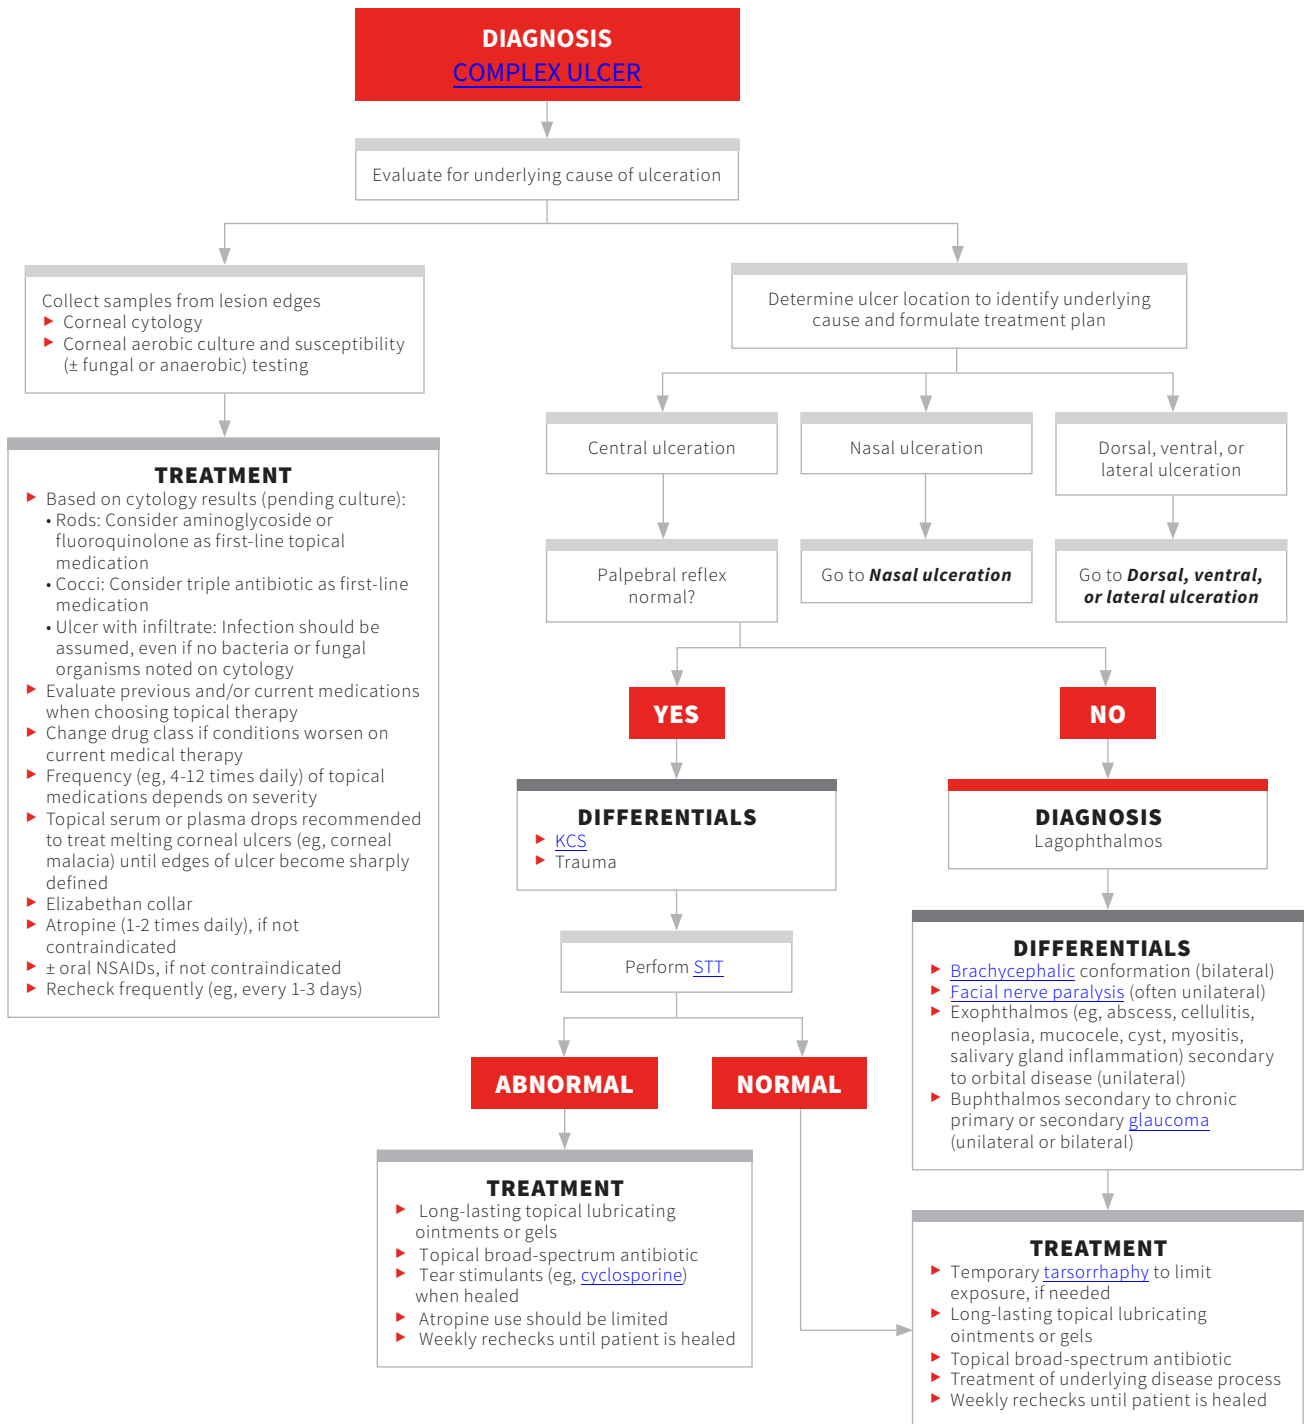 DIAGNOSIS
COMPLEX ULCER
Evaluate for underlying cause of ulceration
Collect samples from lesion edges
► Corneal cytology
► Corneal aerobic culture and susceptibility
(± fungal or anaerobic) testing
TREATMENT
► Based on cytology results (pending culture):
• Rods: Consider aminoglycoside or
fluoroquinolone as first-line topical
medication
• Cocci: Consider triple antibiotic as first-line
medication
• Ulcer with infiltrate: Infection should be
assumed, even if no bacteria or fungal
organisms noted on cytology
► Evaluate previous and/or current medications
when choosing topical therapy
► Change drug class if conditions worsen on
current medical therapy
► Frequency (eg, 4-12 times daily) of topical
medications depends on severity
► Topical serum or plasma drops recommended
to treat melting corneal ulcers (eg, corneal
malacia) until edges of ulcer become sharply
defined
► Elizabethan collar
► Atropine (1-2 times daily), if not
contraindicated
► ± oral NSAIDs, if not contraindicated
► Recheck frequently (eg, every 1-3 days)
Determine ulcer location to identify underlying
cause and formulate treatment plan
Central ulceration
Nasal ulceration
Dorsal, ventral, or
lateral ulceration
Palpebral reflex
normal?
Go to Nasal ulceration
Go to Dorsal, ventral,
or lateral ulceration
YES
NO
DIFFERENTIALS
► KCS
► Trauma
Perform STT
ABNORMAL
NORMAL
TREATMENT
► Long-lasting topical lubricating
ointments or gels
► Topical broad-spectrum antibiotic
► Tear stimulants (eg, cyclosporine)
when healed
► Atropine use should be limited
► Weekly rechecks until patient is healed
DIAGNOSIS
Lagophthalmos
DIFFERENTIALS
► Brachycephalic conformation (bilateral)
► Facial nerve paralysis (often unilateral)
► Exophthalmos (eg, abscess, cellulitis,
neoplasia, mucocele, cyst, myositis,
salivary gland inflammation) secondary
to orbital disease (unilateral)
► Buphthalmos secondary to chronic
primary or secondary glaucoma
(unilateral or bilateral)
TREATMENT
► Temporary tarsorrhaphy to limit
exposure, if needed
► Long-lasting topical lubricating
ointments or gels
► Topical broad-spectrum antibiotic
► Treatment of underlying disease process
► Weekly rechecks until patient is healed